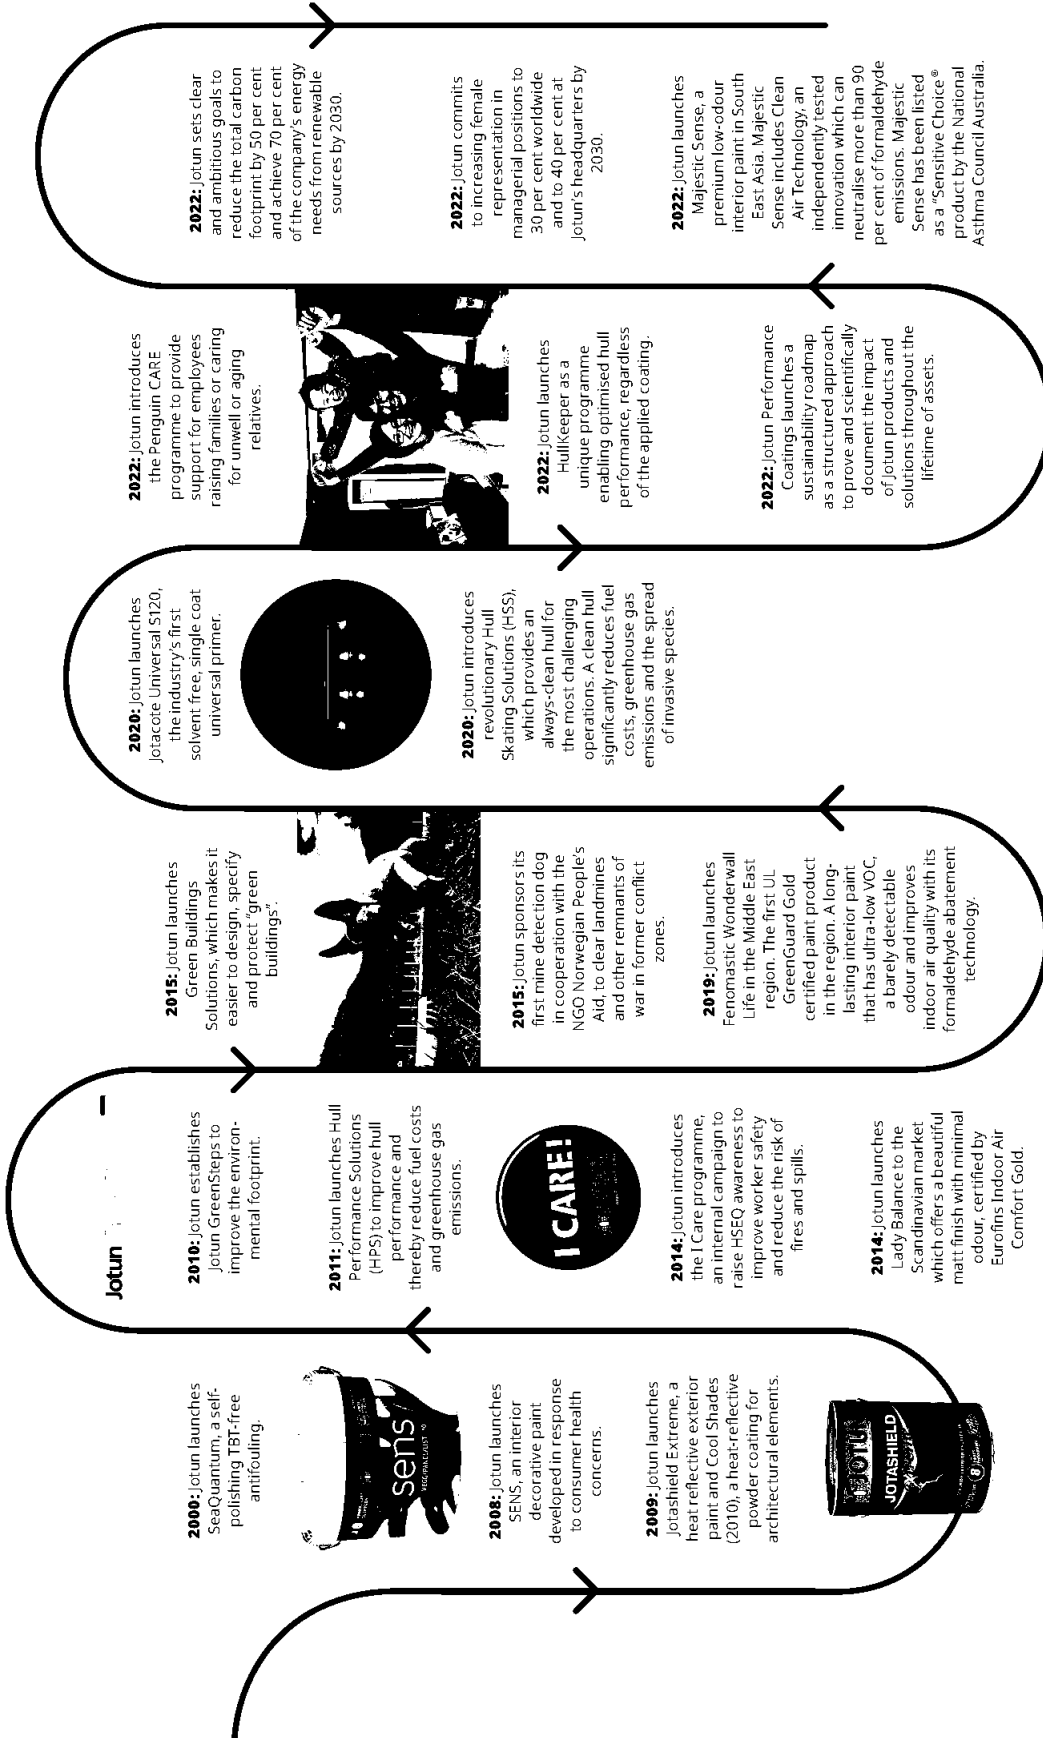 2000: Jotun launches
SeaQuantum, a self-
polishing TBT-free
antifouling.
sens
2008: Jotun launches
SENS, an interior
decorative paint
developed in response
to consumer health
concerns.
2009: Jotun launches
Jotashield Extreme, a
heat reflective exterior
paint and Cool Shades
(2010), a heat-reflective
powder coating for
architectural elements.
JOTUN
JOTASHIELD
8
Jotun
2010: Jotun establishes
Jotun GreenSteps to
improve the environ-
mental footprint.
2011: Jotun launches Hull
Performance Solutions
(HPS) to improve hull
performance and
thereby reduce fuel costs
and greenhouse gas
emissions.
I CARE!
2014: Jotun introduces
the I Care programme,
an internal campaign to
raise HSEQ awareness to
improve worker safety
and reduce the risk of
fires and spills.
2014: Jotun launches
Lady Balance to the
Scandinavian market
which offers a beautiful
matt finish with minimal
odour, certified by
Eurofins Indoor Air
Comfort Gold.
2015: Jotun launches
Green Buildings
Solutions, which makes it
easier to design, specify
and protect “green
buildings”.
2015: Jotun sponsors its
first mine detection dog
in cooperation with the
NGO Norwegian People’s
Aid, to clear landmines
and other remnants of
war in former conflict
zones.
2019: Jotun launches
Fenomastic Wonderwall
Life in the Middle East
region. The first UL
GreenGuard Gold
certified paint product
in the region. A long-
lasting interior paint
that has ultra-low VOC,
a barely detectable
odour and improves
indoor air quality with its
formaldehyde abatement
technology.
2020: Jotun launches
Jotacote Universal S120,
the industry’s first
solvent free, single coat
universal primer.
2020: Jotun introduces
revolutionary Hull
Skating Solutions (HSS),
which provides an
always-clean hull for
the most challenging
operations. A clean hull
significantly reduces fuel
costs, greenhouse gas
emissions and the spread
of invasive species.
2022: Jotun introduces
the Penguin CARE
programme to provide
support for employees
raising families or caring
for unwell or aging
relatives.
2022: Jotun launches
HullKeeper as a
unique programme
enabling optimised hull
performance, regardless
of the applied coating.
2022: Jotun Performance
Coatings launches a
sustainability roadmap
as a structured approach
to prove and scientifically
document the impact
of Jotun products and
solutions throughout the
lifetime of assets.
2022: Jotun sets clear
and ambitious goals to
reduce the total carbon
footprint by 50 per cent
and achieve 70 per cent
of the company’s energy
needs from renewable
sources by 2030.
2022: Jotun commits
to increasing female
representation in
managerial positions to
30 per cent worldwide
and to 40 per cent at
Jotun’s headquarters by
2030.
2022: Jotun launches
Majestic Sense, a
premium low-odour
interior paint in South
East Asia. Majestic
Sense includes Clean
Air Technology, an
independently tested
innovation which can
neutralise more than 90
per cent of formaldehyde
emissions. Majestic
Sense has been listed
as a “Sensitive Choice®
product by the National
Asthma Council Australia.